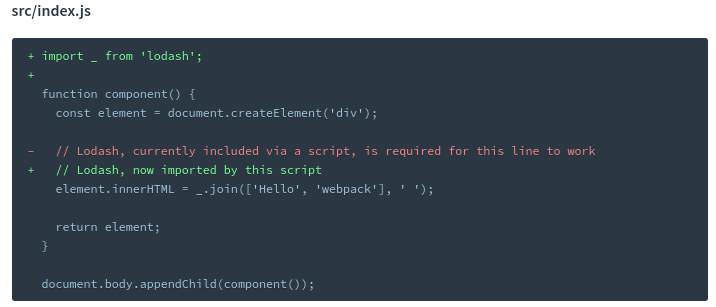 src/index.js
+ import _ from 'lodash';
+
  function component() {
    const element = document.createElement('div');

-   // Lodash, currently included via a script, is required for this line to work
+   // Lodash, now imported by this script
    element.innerHTML = _.join(['Hello', 'webpack'], ' ');

    return element;
  }

  document.body.appendChild(component());